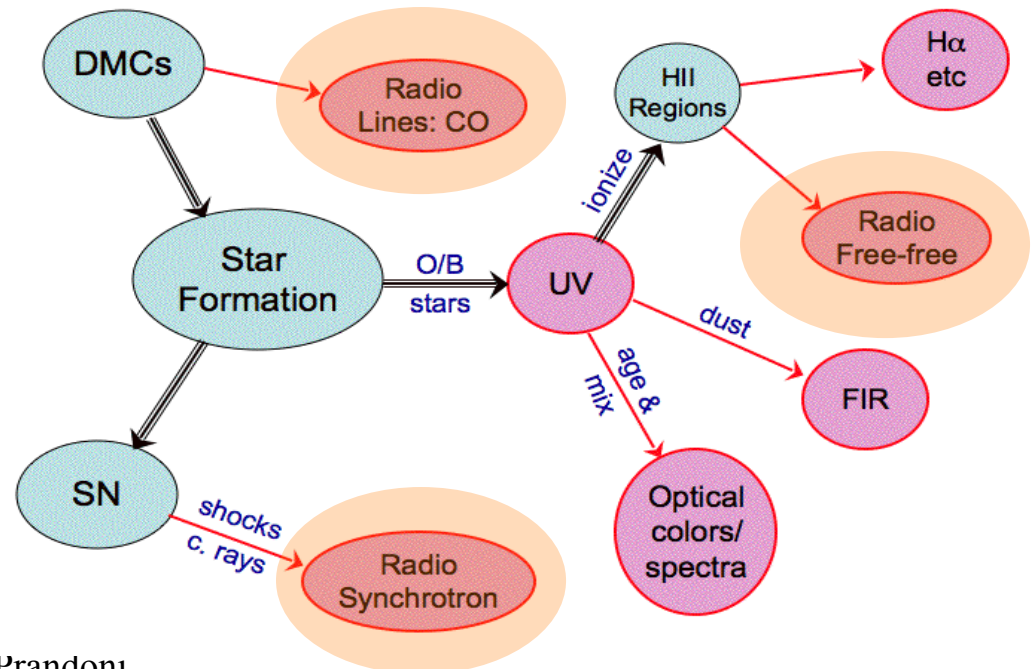 DMCs
Radio
Lines: CO
HII
Regions
Hα
etc
ionize
Radio
Free-free
Star
Formation
O/B
stars
UV
dust
age &
mix
FIR
SN
shocks
c. rays
Radio
Synchrotron
Optical
colors/
spectra
Prandoni